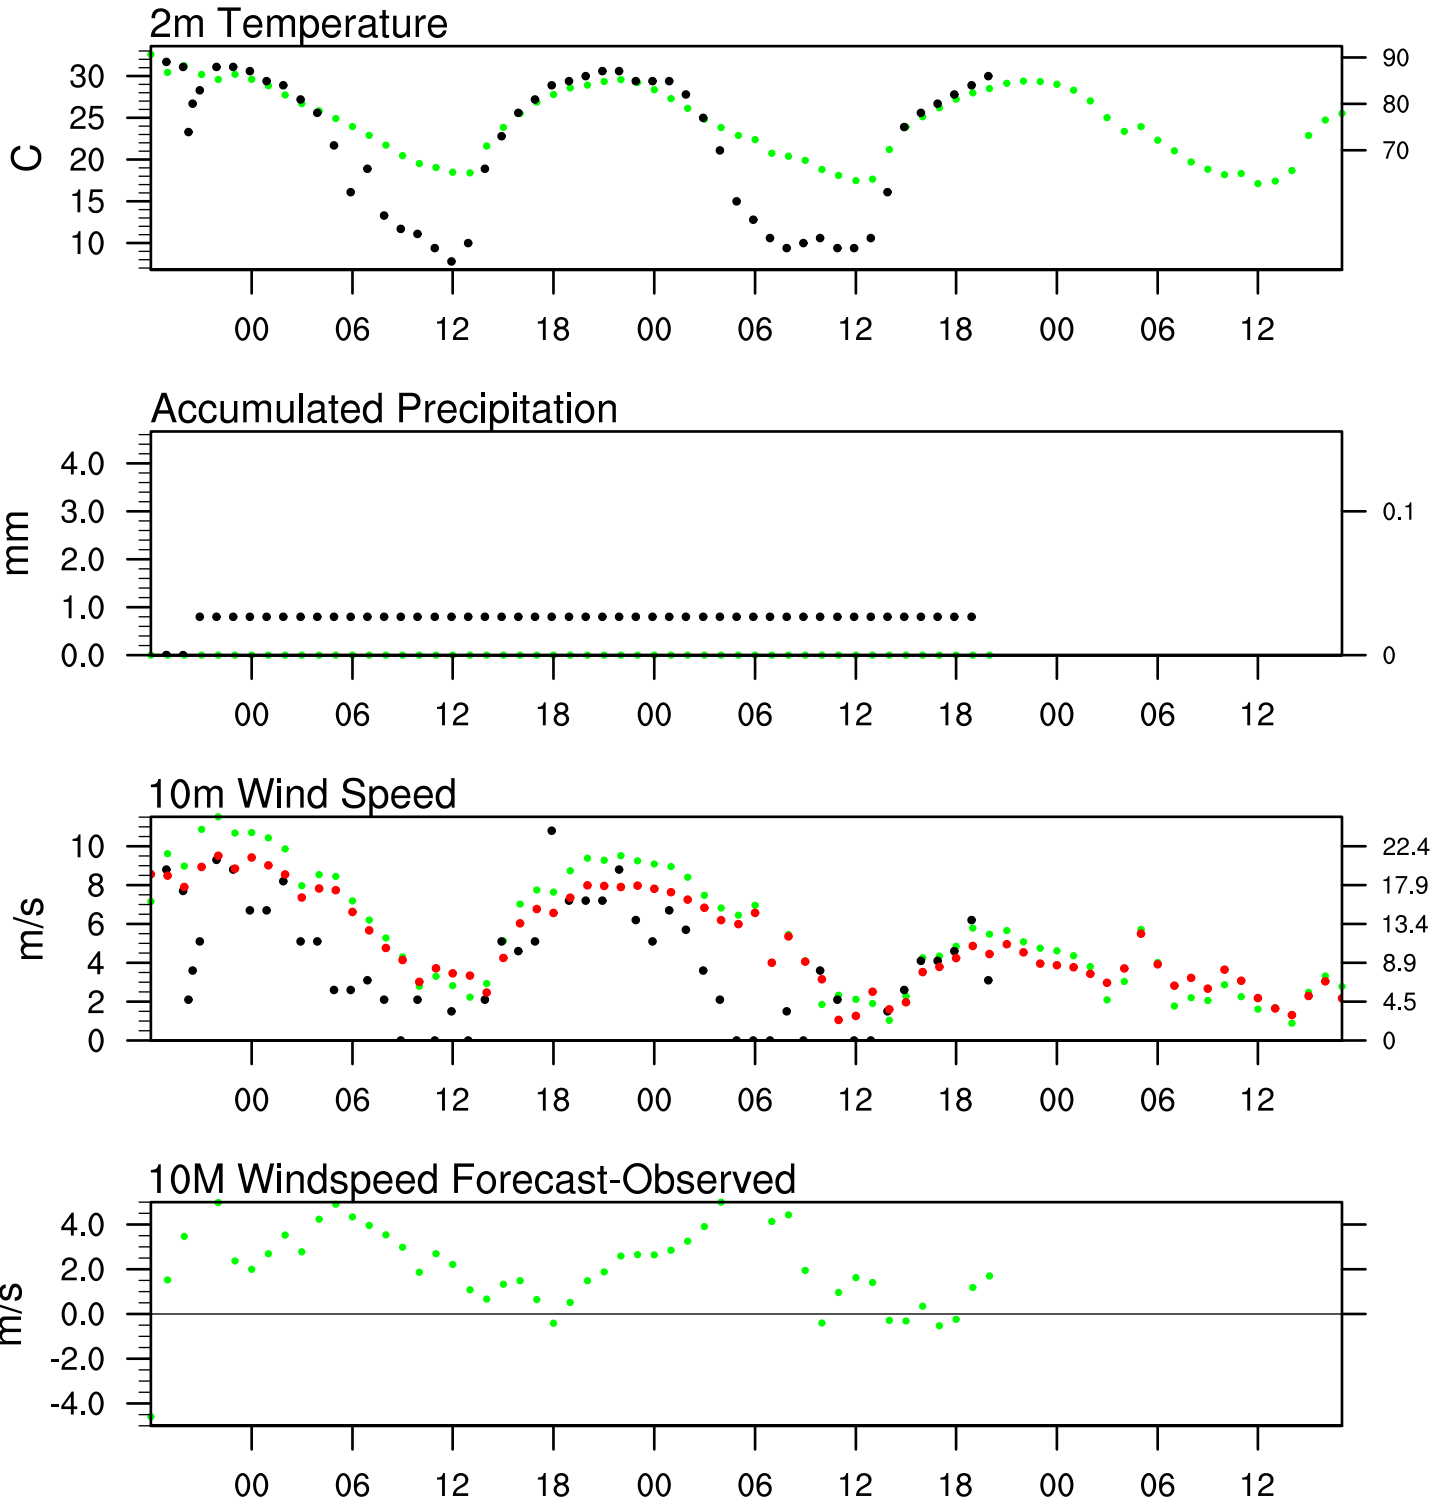 2m Temperature
30
25
20
15
10
C
90
80
70
00 06 12 18 00 06 12 18 00 06 12
Accumulated Precipitation
4.0
3.0
2.0
1.0
0.0
mm
0.1
0
00 06 12 18 00 06 12 18 00 06 12
10m Wind Speed
10
8
6
4
2
0
m/s
22.4
17.9
13.4
8.9
4.5
0
00 06 12 18 00 06 12 18 00 06 12
10M Windspeed Forecast-Observed
4.0
2.0
0.0
-2.0
-4.0
m/s
00 06 12 18 00 06 12 18 00 06 12